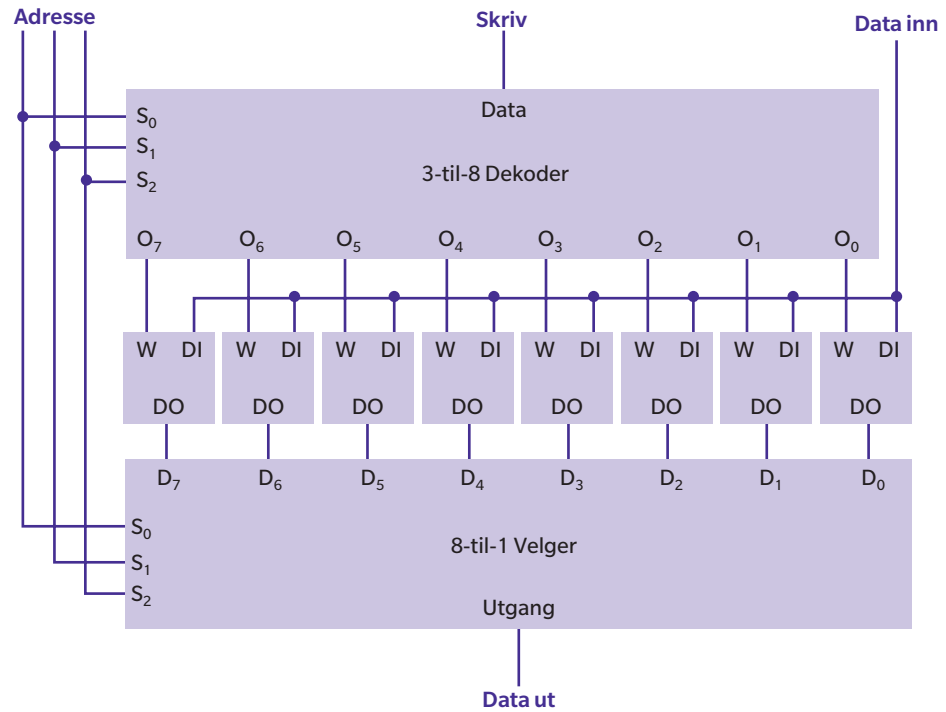 Adresse Skriv Data inn
Data
S₀
S₁
3-til-8 Dekoder
S₂
O₇ O₆ O₅ O₄ O₃ O₂ O₁ O₀
W DI W DI W DI W DI W DI W DI W DI W DI
DO DO DO DO DO DO DO DO
D₇ D₆ D₅ D₄ D₃ D₂ D₁ D₀
S₀
8-til-1 Velger
S₁
S₂
Utgang
Data ut